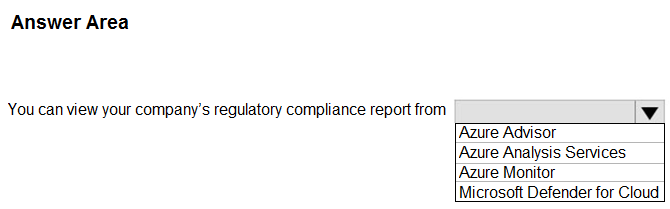 Answer Area
You can view your company's regulatory compliance report from
Azure Advisor
Azure Analysis Services
Azure Monitor
Microsoft Defender for Cloud